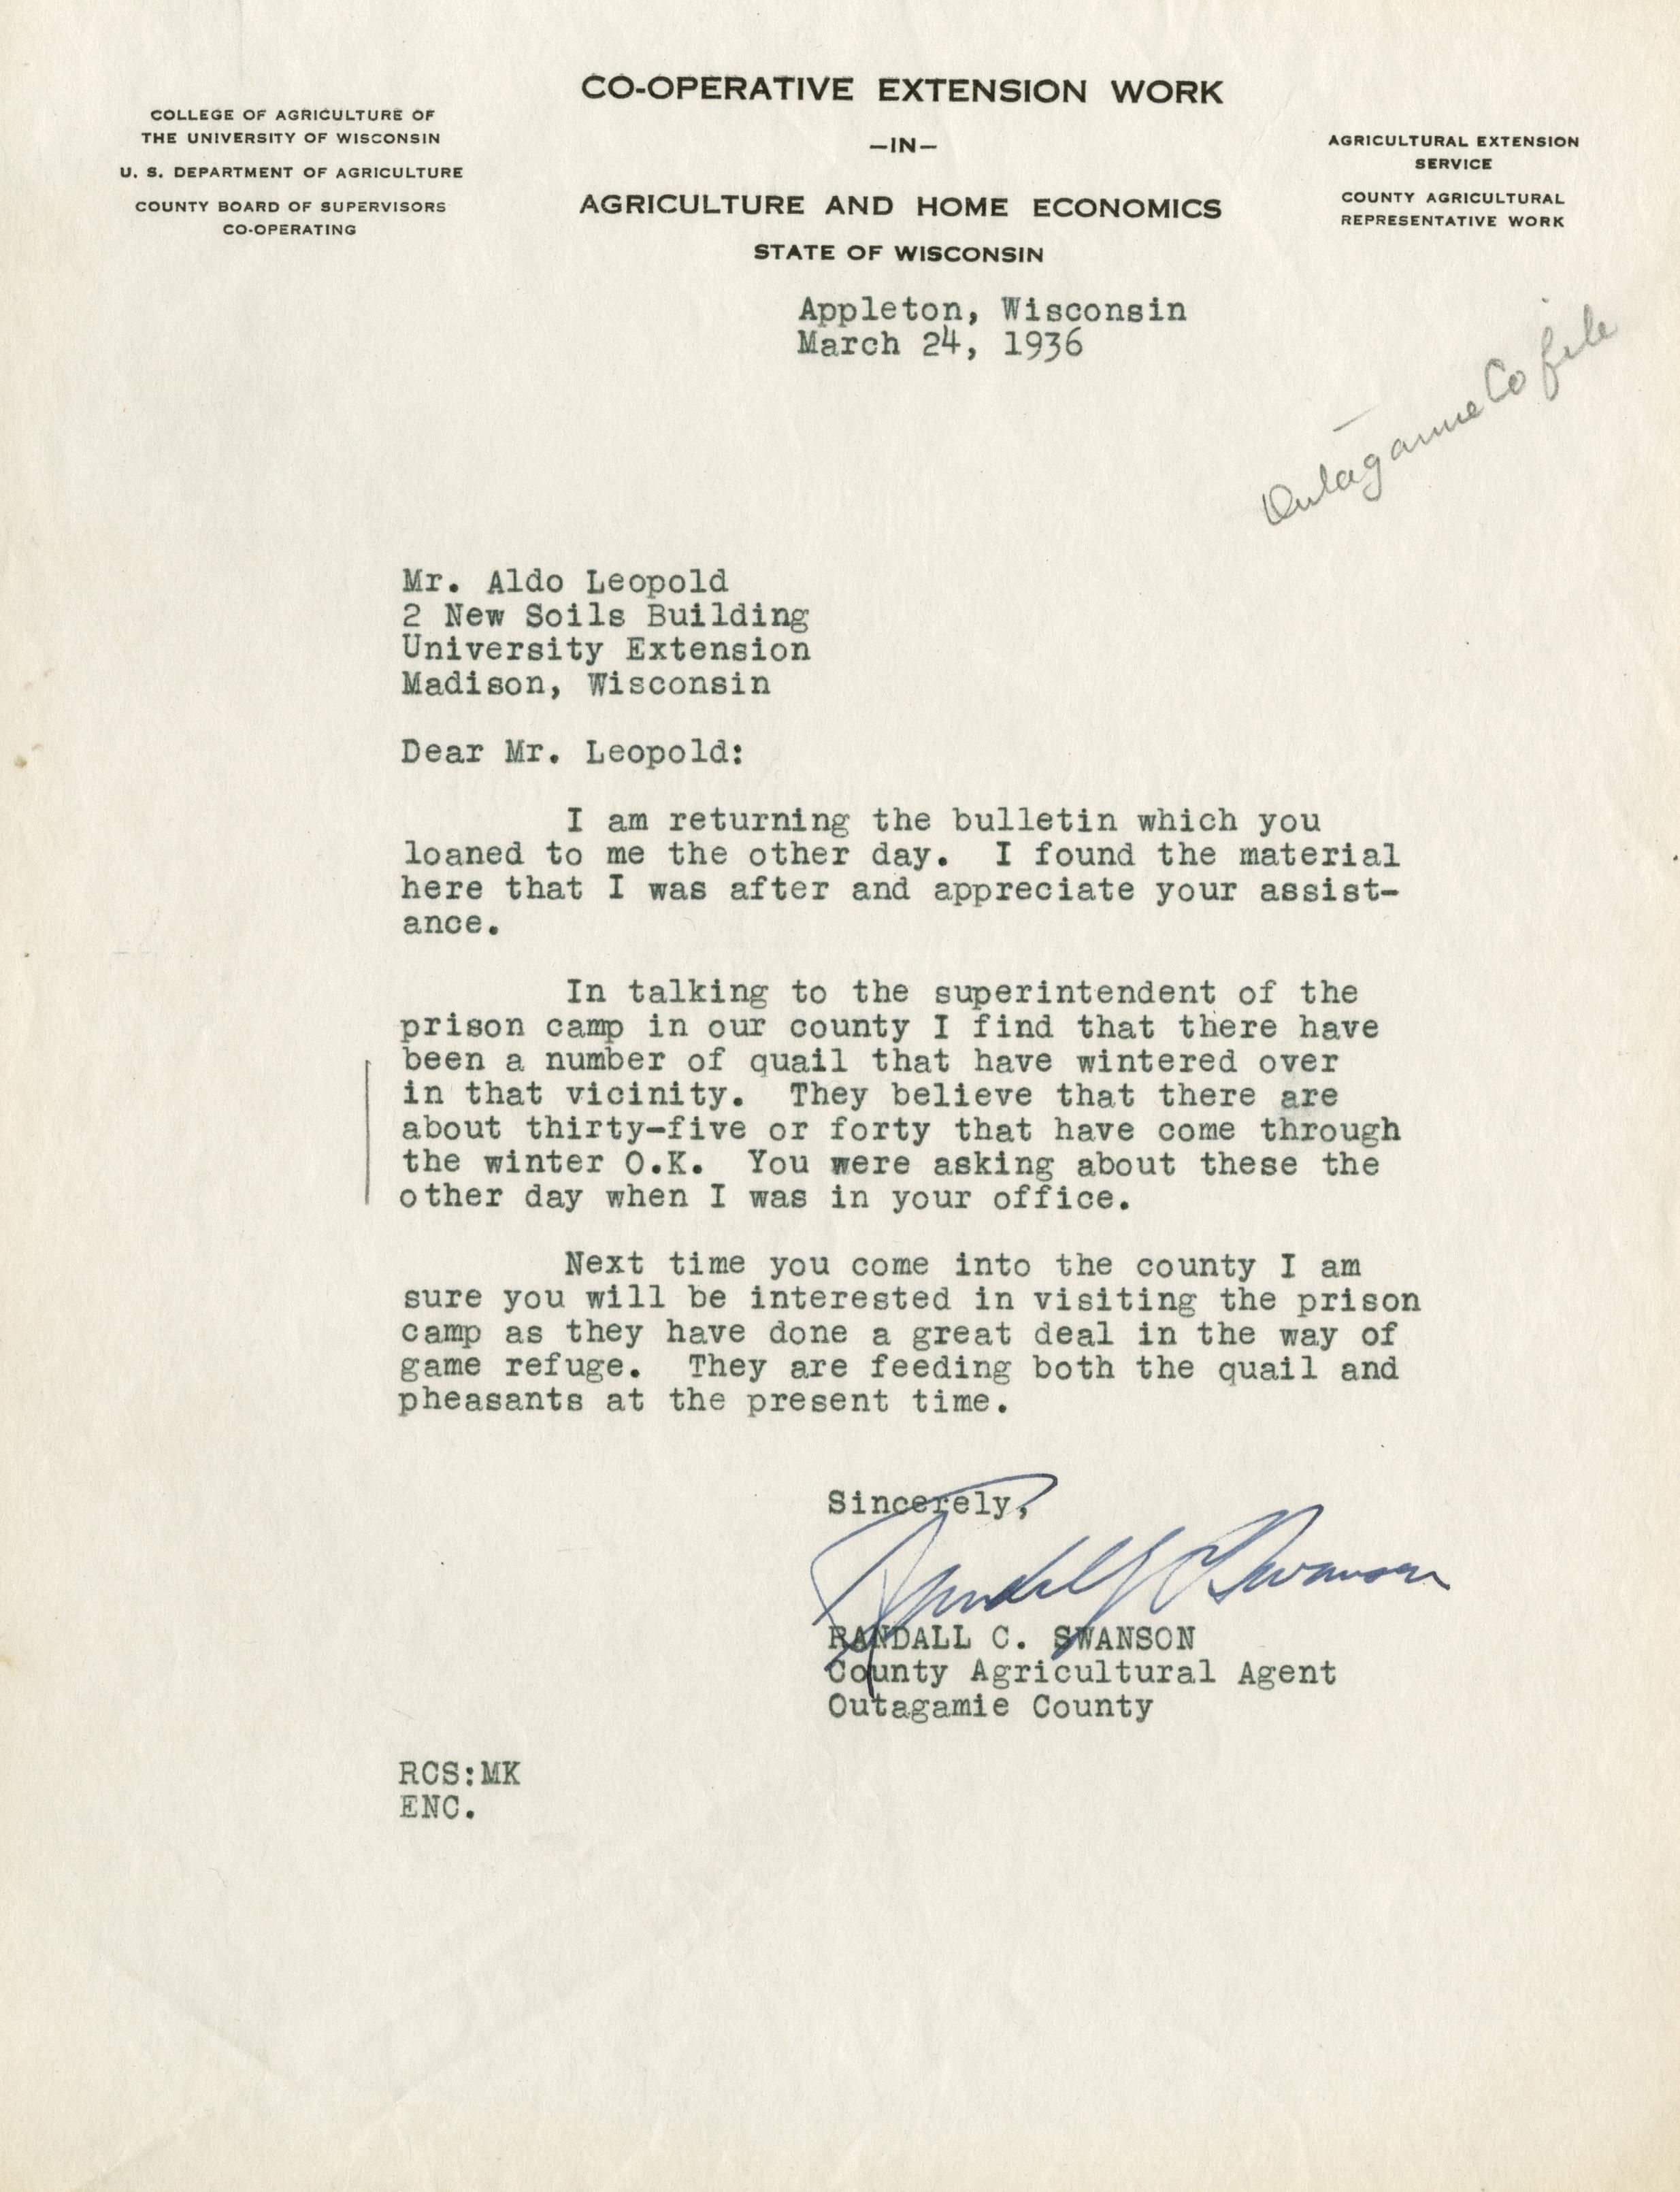 CO-OPERATIVE EXTENSION WORK
—IN—
AGRICULTURE AND HOME ECONOMICS
STATE OF WISCONSIN
COLLEGE OF AGRICULTURE OF
THE UNIVERSITY OF WISCONSIN
U. S. DEPARTMENT OF AGRICULTURE
COUNTY BOARD OF SUPERVISORS
CO-OPERATING
AGRICULTURAL EXTENSION
SERVICE
COUNTY AGRICULTURAL
REPRESENTATIVE WORK
Appleton, Wisconsin
March 24, 1936
Outagamie Co file
Mr. Aldo Leopold
2 New Soils Building
University Extension
Madison, Wisconsin
Dear Mr. Leopold:
I am returning the bulletin which you
loaned to me the other day. I found the material
here that I was after and appreciate your assist-
ance.
In talking to the superintendent of the
prison camp in our county I find that there have
been a number of quail that have wintered over
in that vicinity. They believe that there are
about thirty-five or forty that have come through
the winter O.K. You were asking about these the
other day when I was in your office.
Next time you come into the county I am
sure you will be interested in visiting the prison
camp as they have done a great deal in the way of
game refuge. They are feeding both the quail and
pheasants at the present time.
Sincerely,
Randall C Swanson
RANDALL C. SWANSON
County Agricultural Agent
Outagamie County
RCS:MK
ENC.